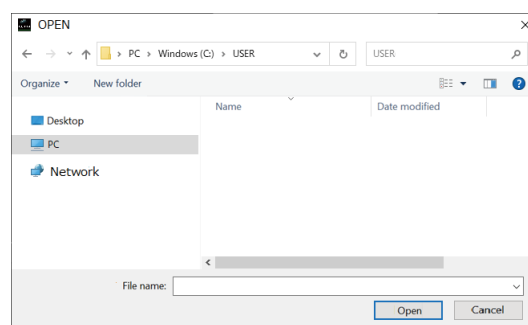 OPEN
PC > Windows (C:) > USER
USER
Organize
New folder
Name
Date modified
Desktop
PC
Network
File name:
Open
Cancel